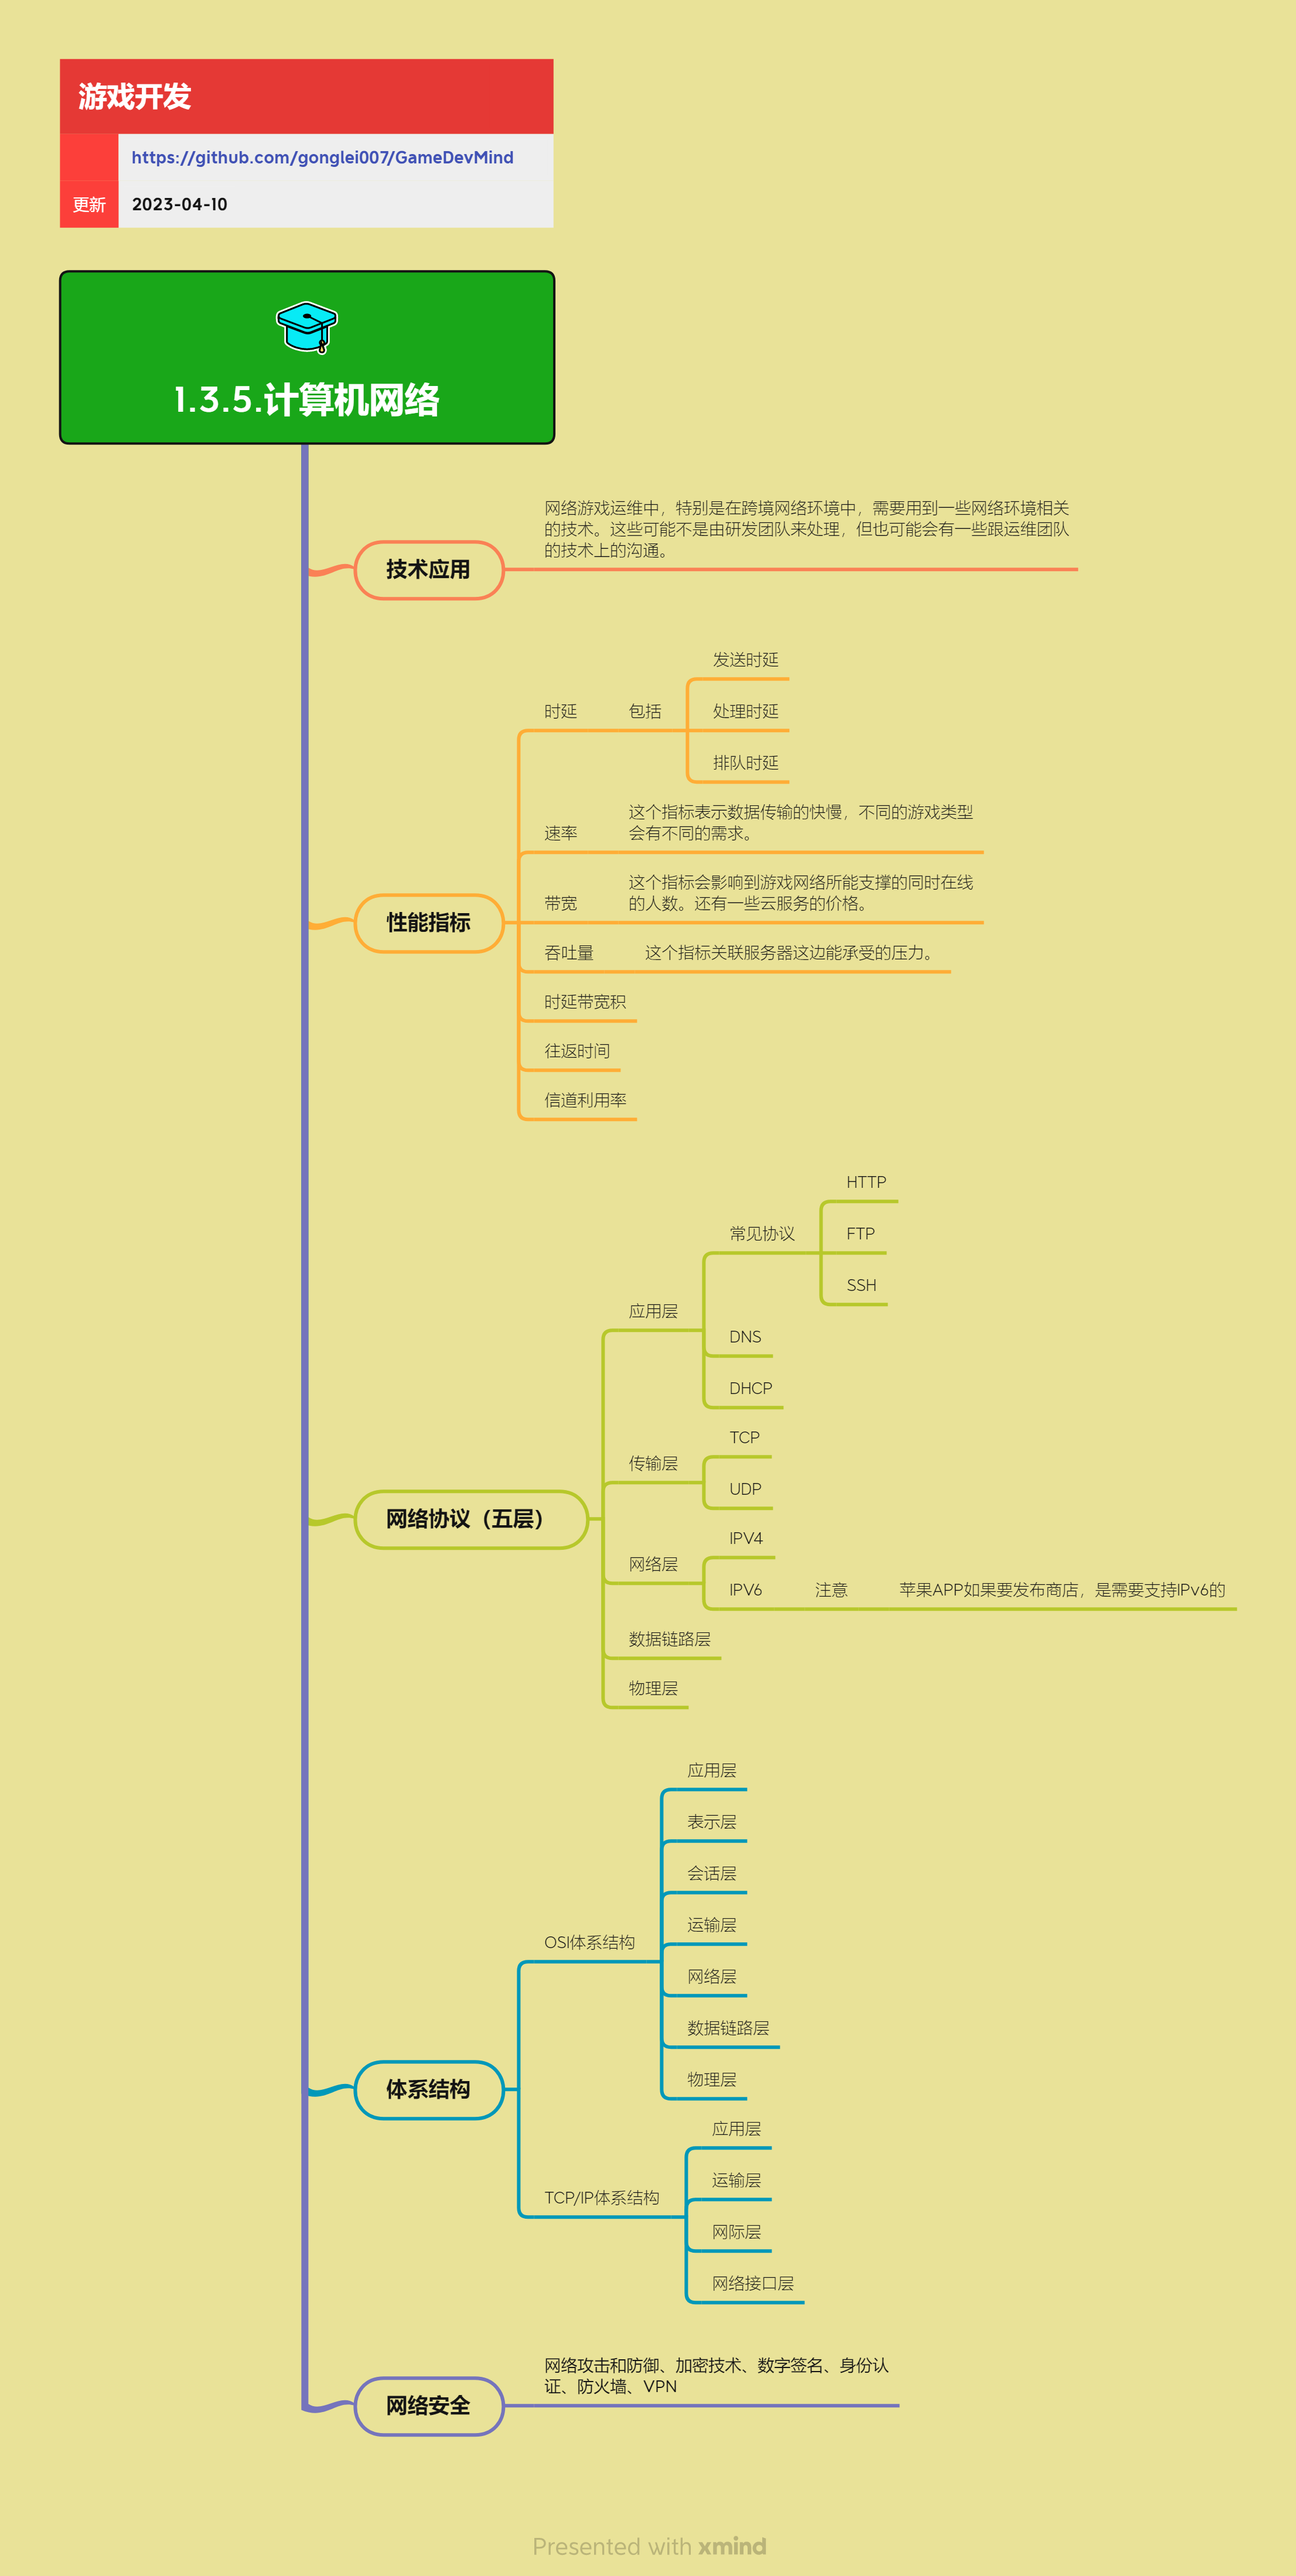 游戏开发
https://github.com/gonglei007/GameDevMind
更新
2023-04-10
1.3.5.计算机网络
技术应用
网络游戏运维中，特别是在跨境网络环境中，需要用到一些网络环境相关
的技术。这些可能不是由研发团队来处理，但也可能会有一些跟运维团队
的技术上的沟通。
性能指标
时延
包括
发送时延
处理时延
排队时延
速率
这个指标表示数据传输的快慢，不同的游戏类型
会有不同的需求。
带宽
这个指标会影响到游戏网络所能支撑的同时在线
的人数。还有一些云服务的价格。
吞吐量
这个指标关联服务器这边能承受的压力。
时延带宽积
往返时间
信道利用率
网络协议（五层）
应用层
常见协议
HTTP
FTP
SSH
DNS
DHCP
传输层
TCP
UDP
网络层
IPV4
IPV6
注意
苹果APP如果要发布商店，是需要支持IPv6的
数据链路层
物理层
体系结构
OSI体系结构
应用层
表示层
会话层
运输层
网络层
数据链路层
物理层
TCP/IP体系结构
应用层
运输层
网际层
网络接口层
网络安全
网络攻击和防御、加密技术、数字签名、身份认
证、防火墙、VPN
Presented with xmind